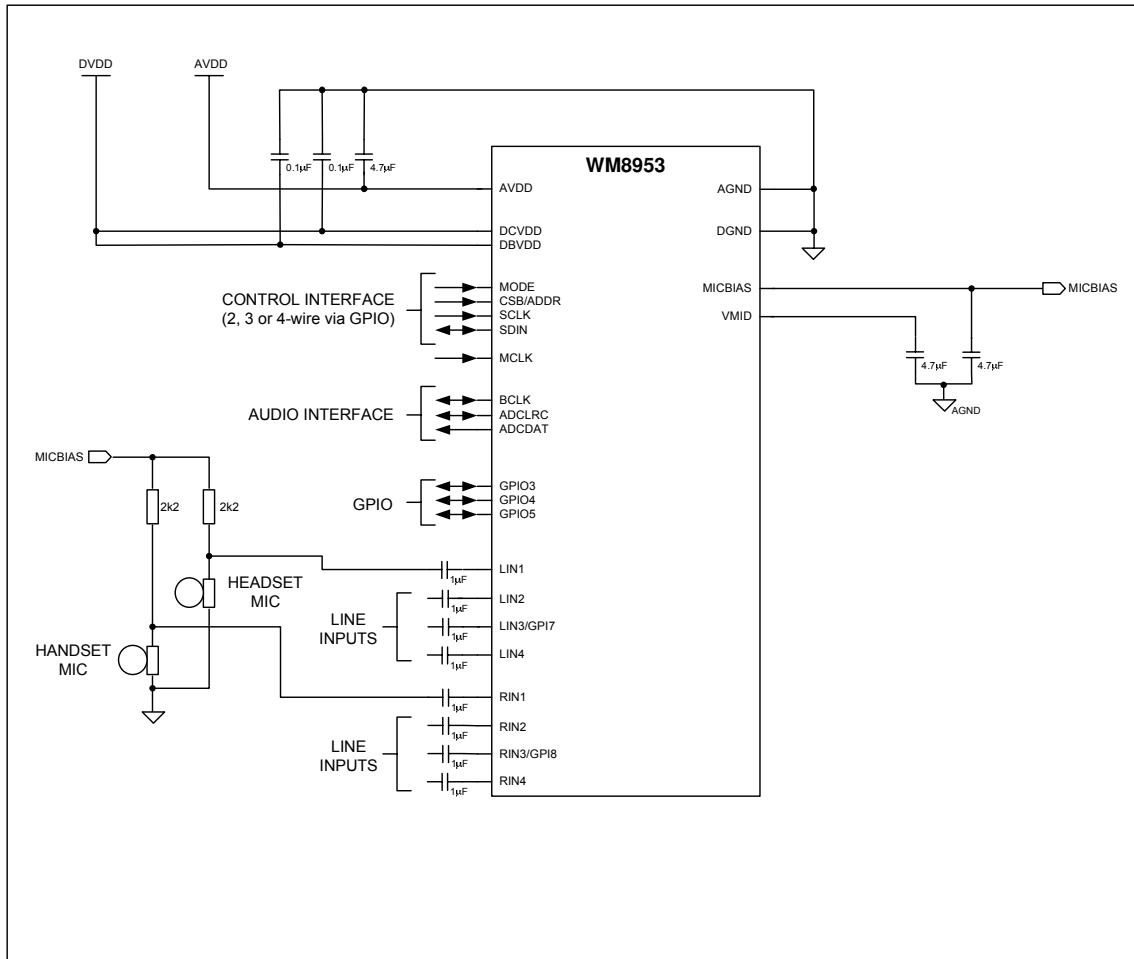 DVDD
AVDD
0.1µF
0.1µF
4.7µF
WM8953
AVDD
AGND
DCVDD
DGND
DBVDD
CONTROL INTERFACE
(2, 3 or 4-wire via GPIO)
MODE
CSB/ADDR
SCLK
SDIN
MICBIAS
MICBIAS
VMID
MCLK
4.7µF
4.7µF
AGND
AUDIO INTERFACE
BCLK
ADCLRC
ADCDAT
MICBIAS
2k2
2k2
GPIO
GPIO3
GPIO4
GPIO5
HEADSET
MIC
HANDSET
MIC
1µF
LIN1
LINE
INPUTS
1µF
LIN2
1µF
LIN3/GPI7
1µF
LIN4
1µF
RIN1
LINE
INPUTS
1µF
RIN2
1µF
RIN3/GPI8
1µF
RIN4